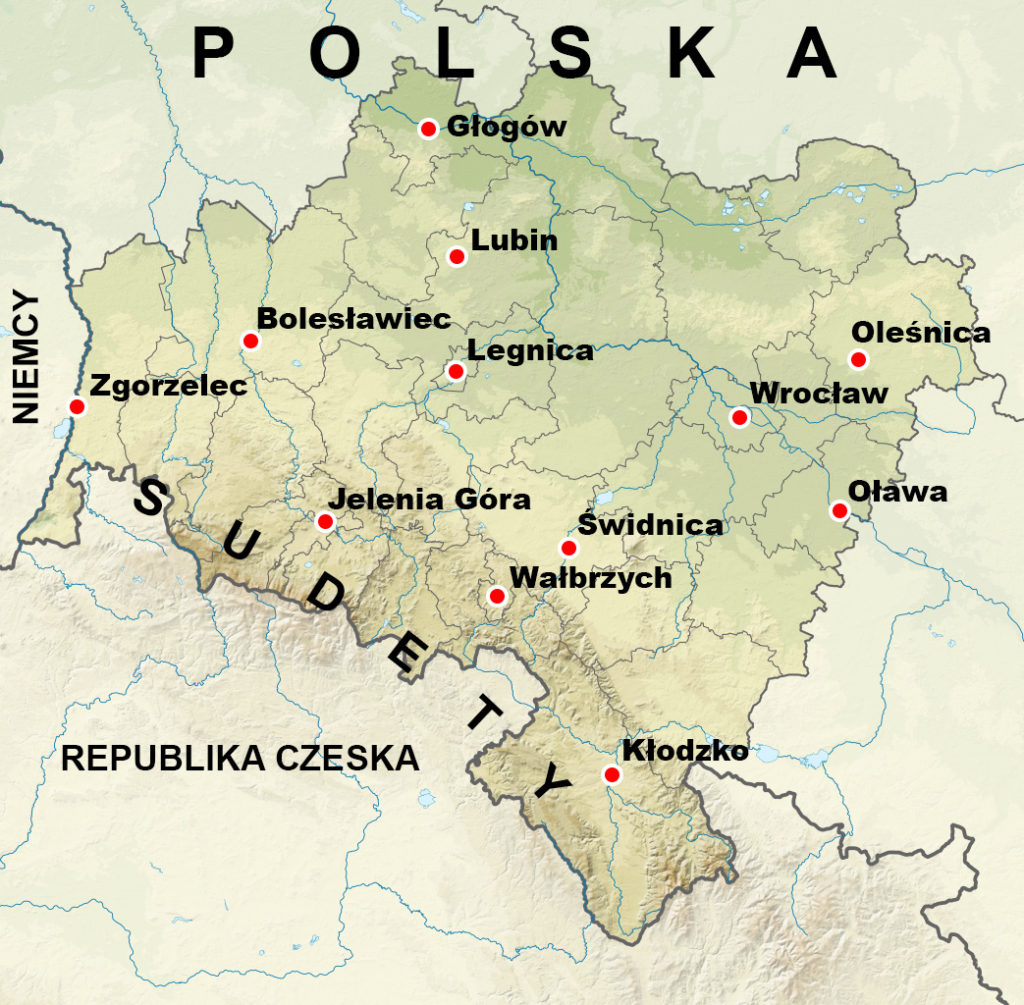 POLSKA
Głogów
Lubin
Bolesławiec
Legnica
Oleśnica
NIEMCY
Zgorzelec
Wrocław
Jelenia Góra
Oława
Świdnica
Wałbrzych
SUDETY
REPUBLIKA CZESKA
Kłodzko